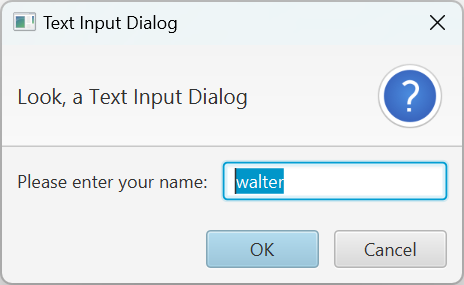 Text Input Dialog
Look, a Text Input Dialog
?
Please enter your name: walter
OK Cancel